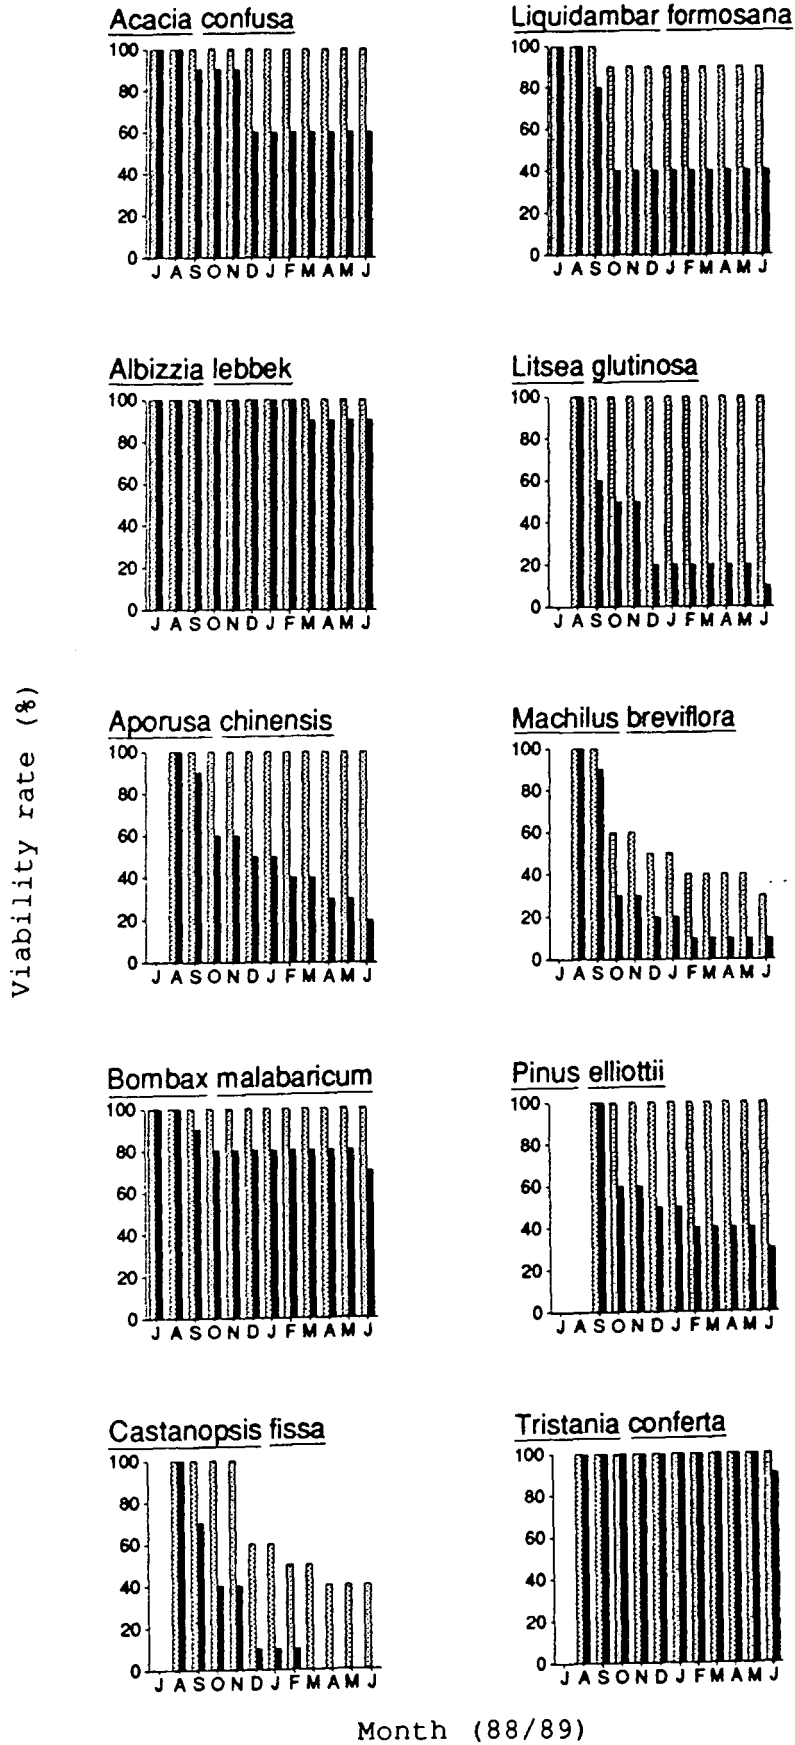 Acacia confusa
100
80
60
40
20
0
J A S O N D J F M A M J
Liquidambar formosana
100
80
60
40
20
0
J A S O N D J F M A M J
Albizzia lebbek
100
80
60
40
20
0
J A S O N D J F M A M J
Litsea glutinosa
100
80
60
40
20
0
J A S O N D J F M A M J
Viability rate (%)
Aporusa chinensis
100
80
60
40
20
0
J A S O N D J F M A M J
Machilus breviflora
100
80
60
40
20
0
J A S O N D J F M A M J
Bombax malabaricum
100
80
60
40
20
0
J A S O N D J F M A M J
Pinus elliottii
100
80
60
40
20
0
J A S O N D J F M A M J
Castanopsis fissa
100
80
60
40
20
0
J A S O N D J F M A M J
Tristania conferta
100
80
60
40
20
0
J A S O N D J F M A M J
Month (88/89)